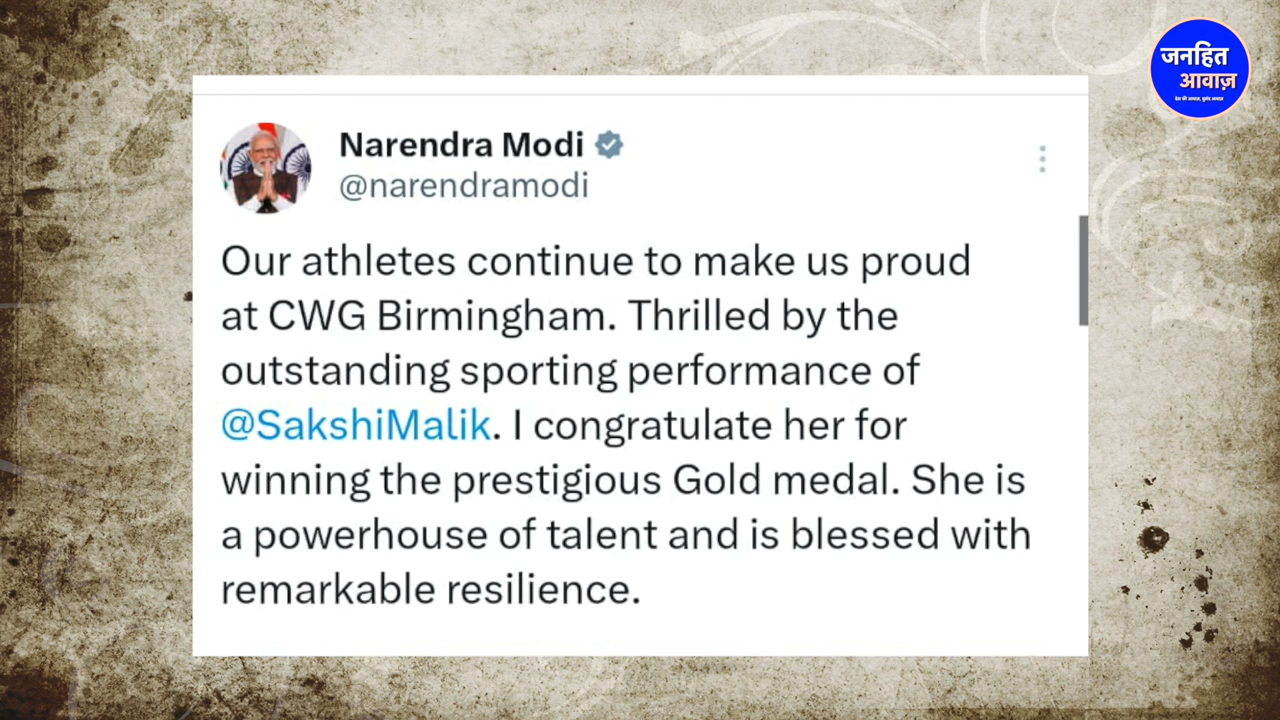 जनहित
आवाज़
देश की आवाज़, बुलंद आवाज़
Narendra Modi
@narendramodi
Our athletes continue to make us proud
at CWG Birmingham. Thrilled by the
outstanding sporting performance of
@SakshiMalik. I congratulate her for
winning the prestigious Gold medal. She is
a powerhouse of talent and is blessed with
remarkable resilience.